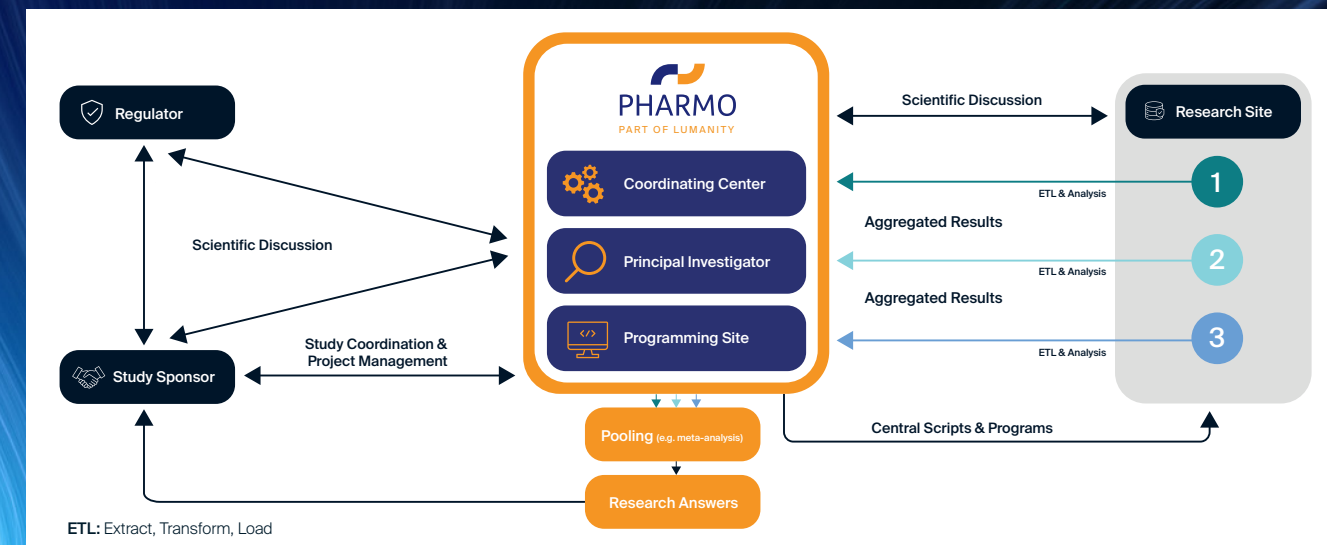 Regulator
Scientific Discussion
Study Sponsor
Study Coordination &
Project Management
PHARMO
PART OF LUMANITY
Coordinating Center
Principal Investigator
Programming Site
Pooling (e.g. meta-analysis)
Research Answers
Scientific Discussion
Research Site
1
ETL & Analysis
Aggregated Results
2
ETL & Analysis
Aggregated Results
3
ETL & Analysis
Central Scripts & Programs
ETL: Extract, Transform, Load